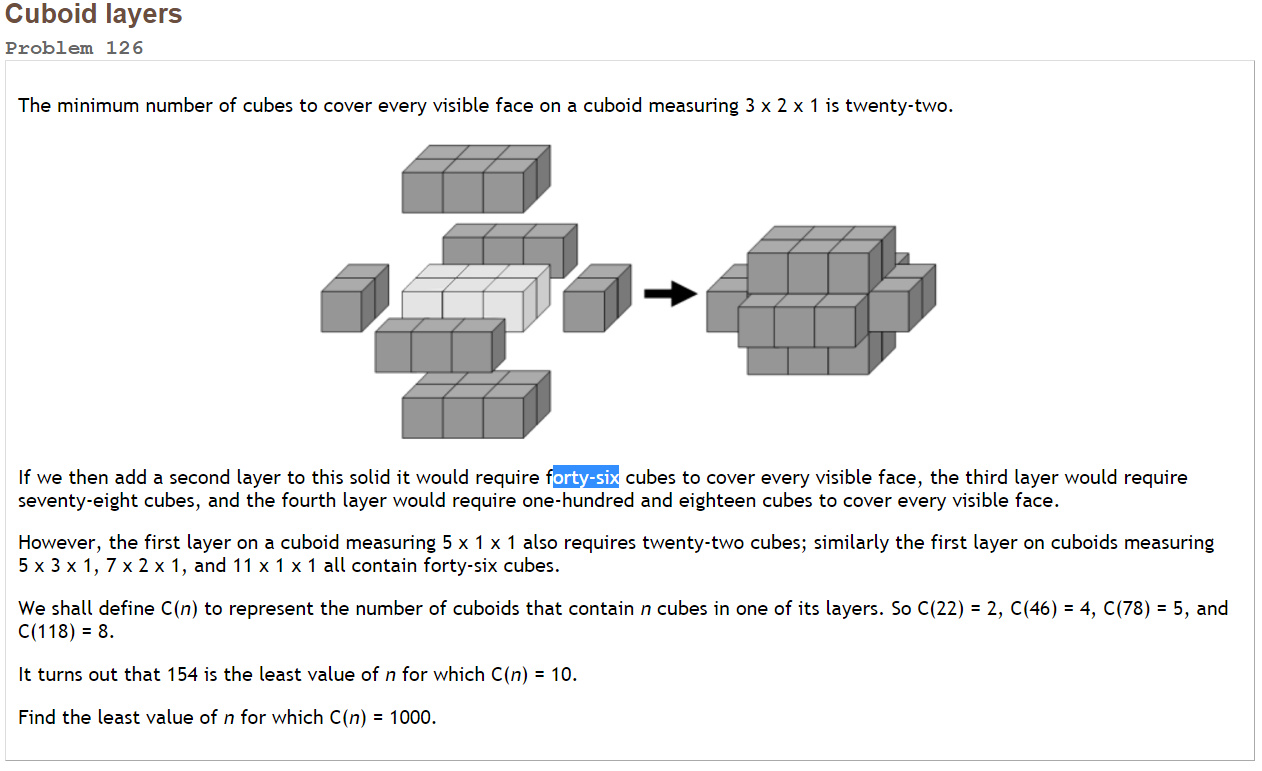 Cuboid layers
Problem 126
The minimum number of cubes to cover every visible face on a cuboid measuring 3 x 2 x 1 is twenty-two.
If we then add a second layer to this solid it would require forty-six cubes to cover every visible face, the third layer would require
seventy-eight cubes, and the fourth layer would require one-hundred and eighteen cubes to cover every visible face.
However, the first layer on a cuboid measuring 5 x 1 x 1 also requires twenty-two cubes; similarly the first layer on cuboids measuring
5 x 3 x 1, 7 x 2 x 1, and 11 x 1 x 1 all contain forty-six cubes.
We shall define C(n) to represent the number of cuboids that contain n cubes in one of its layers. So C(22) = 2, C(46) = 4, C(78) = 5, and
C(118) = 8.
It turns out that 154 is the least value of n for which C(n) = 10.
Find the least value of n for which C(n) = 1000.